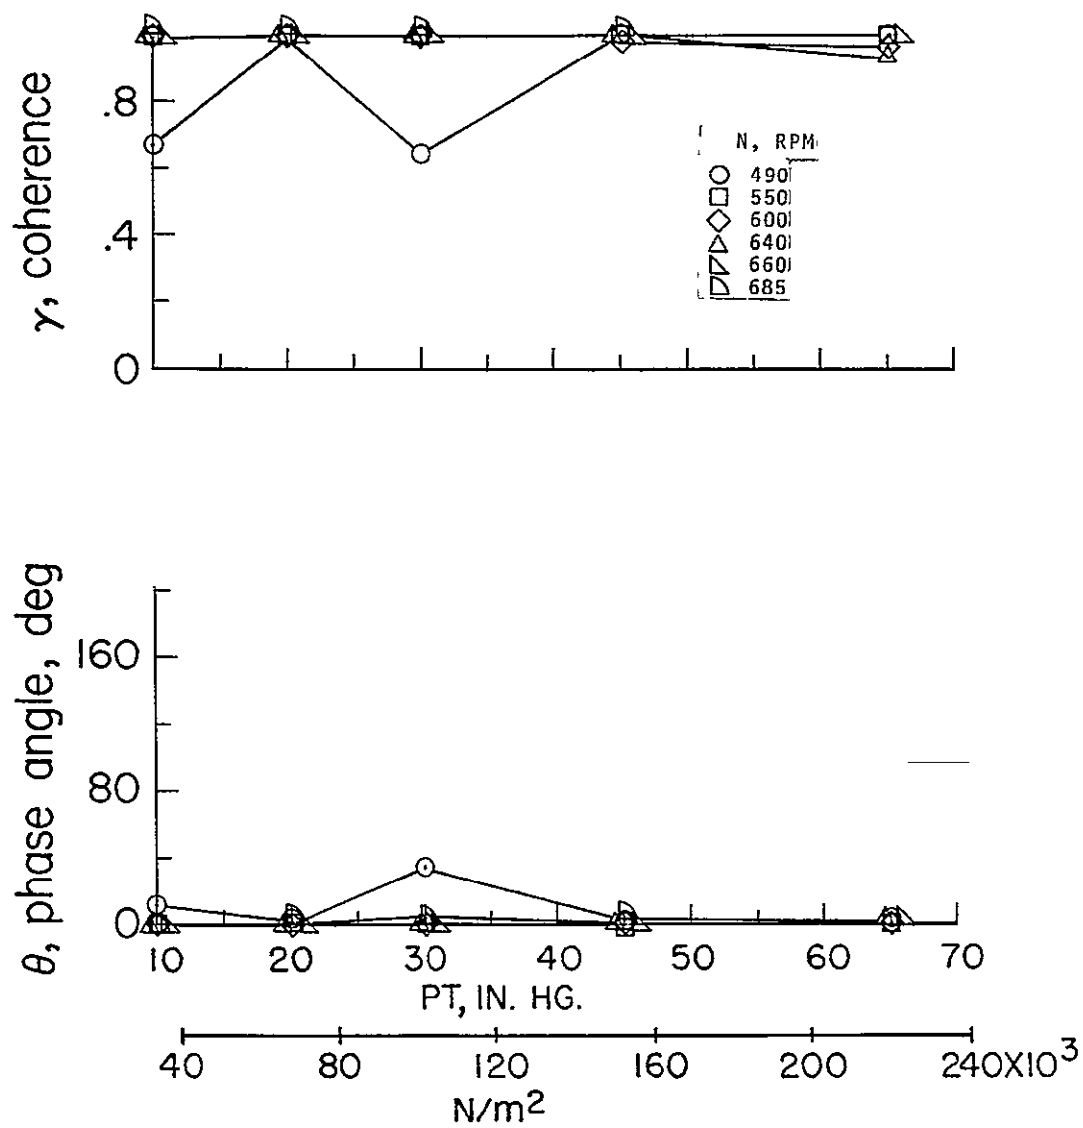 γ, coherence
.8
.4
0
N, RPM
490
550
600
640
660
685
θ, phase angle, deg
160
80
0
10 20 30 40 50 60 70
PT, IN. HG.
40 80 120 160 200 240X10³
N/m²